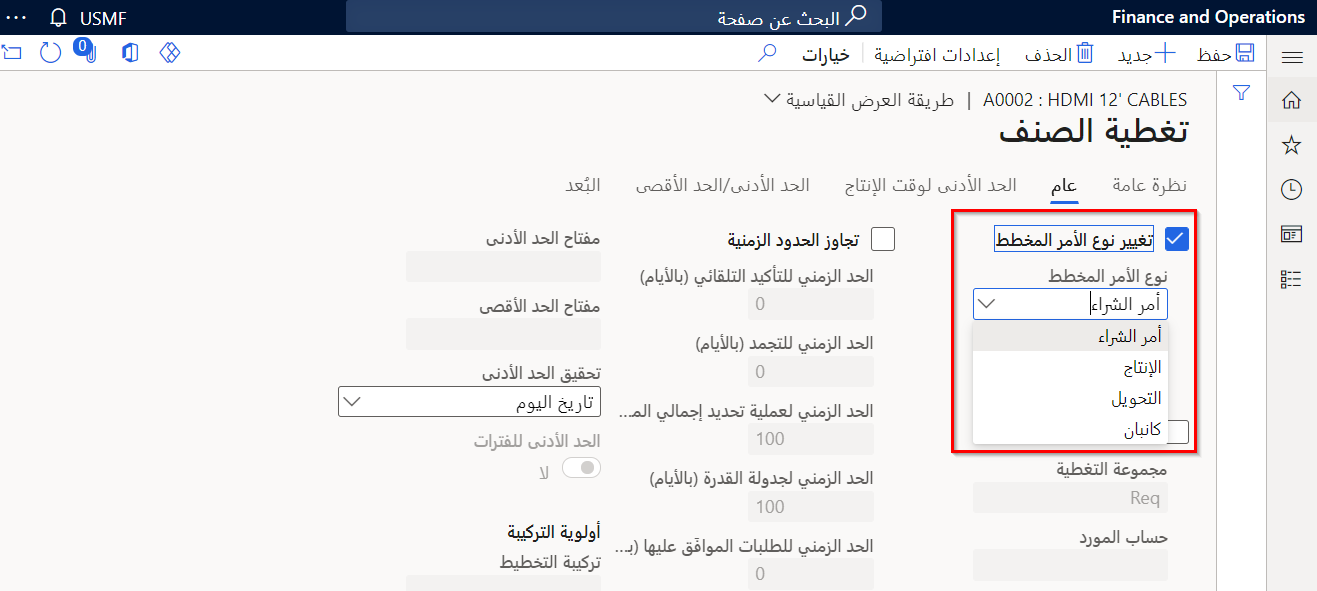 Finance and Operations
البحث عن صفحة
USMF
حفظ
جديد
الحذف
إعدادات افتراضية
خيارات
0
A0002 : HDMI 12' CABLES | طريقة العرض القياسية
تغطية الصنف
نظرة عامة
عام
الحد الأدنى لوقت الإنتاج
الحد الأدنى/الحد الأقصى
البُعد
تغيير نوع الأمر المخطط
نوع الأمر المخطط
أمر الشراء
أمر الشراء
الإنتاج
التحويل
كانبان
مجموعة التغطية
Req
حساب المورد
تجاوز الحدود الزمنية
الحد الزمني للتأكيد التلقائي (بالأيام)
0
الحد الزمني للتجمد (بالأيام)
0
الحد الزمني لعملية تحديد إجمالي المـ...
100
الحد الزمني لجدولة القدرة (بالأيام)
100
الحد الزمني للطلبات الموافَق عليها (بـ...
0
مفتاح الحد الأدنى
مفتاح الحد الأقصى
تحقيق الحد الأدنى
تاريخ اليوم
الحد الأدنى للفترات
لا
أولوية التركيبة
تركيبة التخطيط